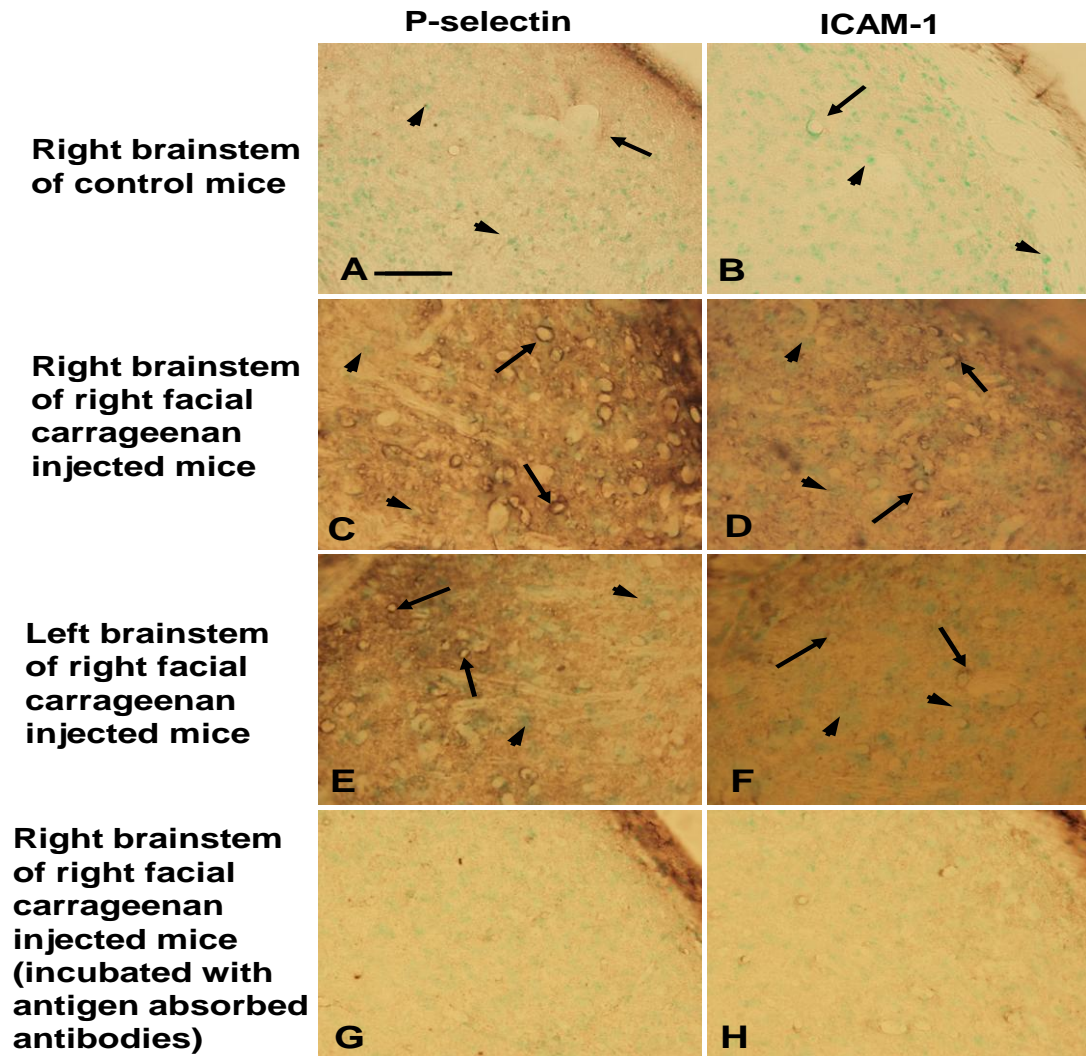 P-selectin
ICAM-1
Right brainstem
of control mice
A
B
Right brainstem
of right facial
carrageenan
injected mice
C
D
Left brainstem
of right facial
carrageenan
injected mice
E
F
Right brainstem
of right facial
carrageenan
injected mice
(incubated with
antigen absorbed
antibodies)
G
H